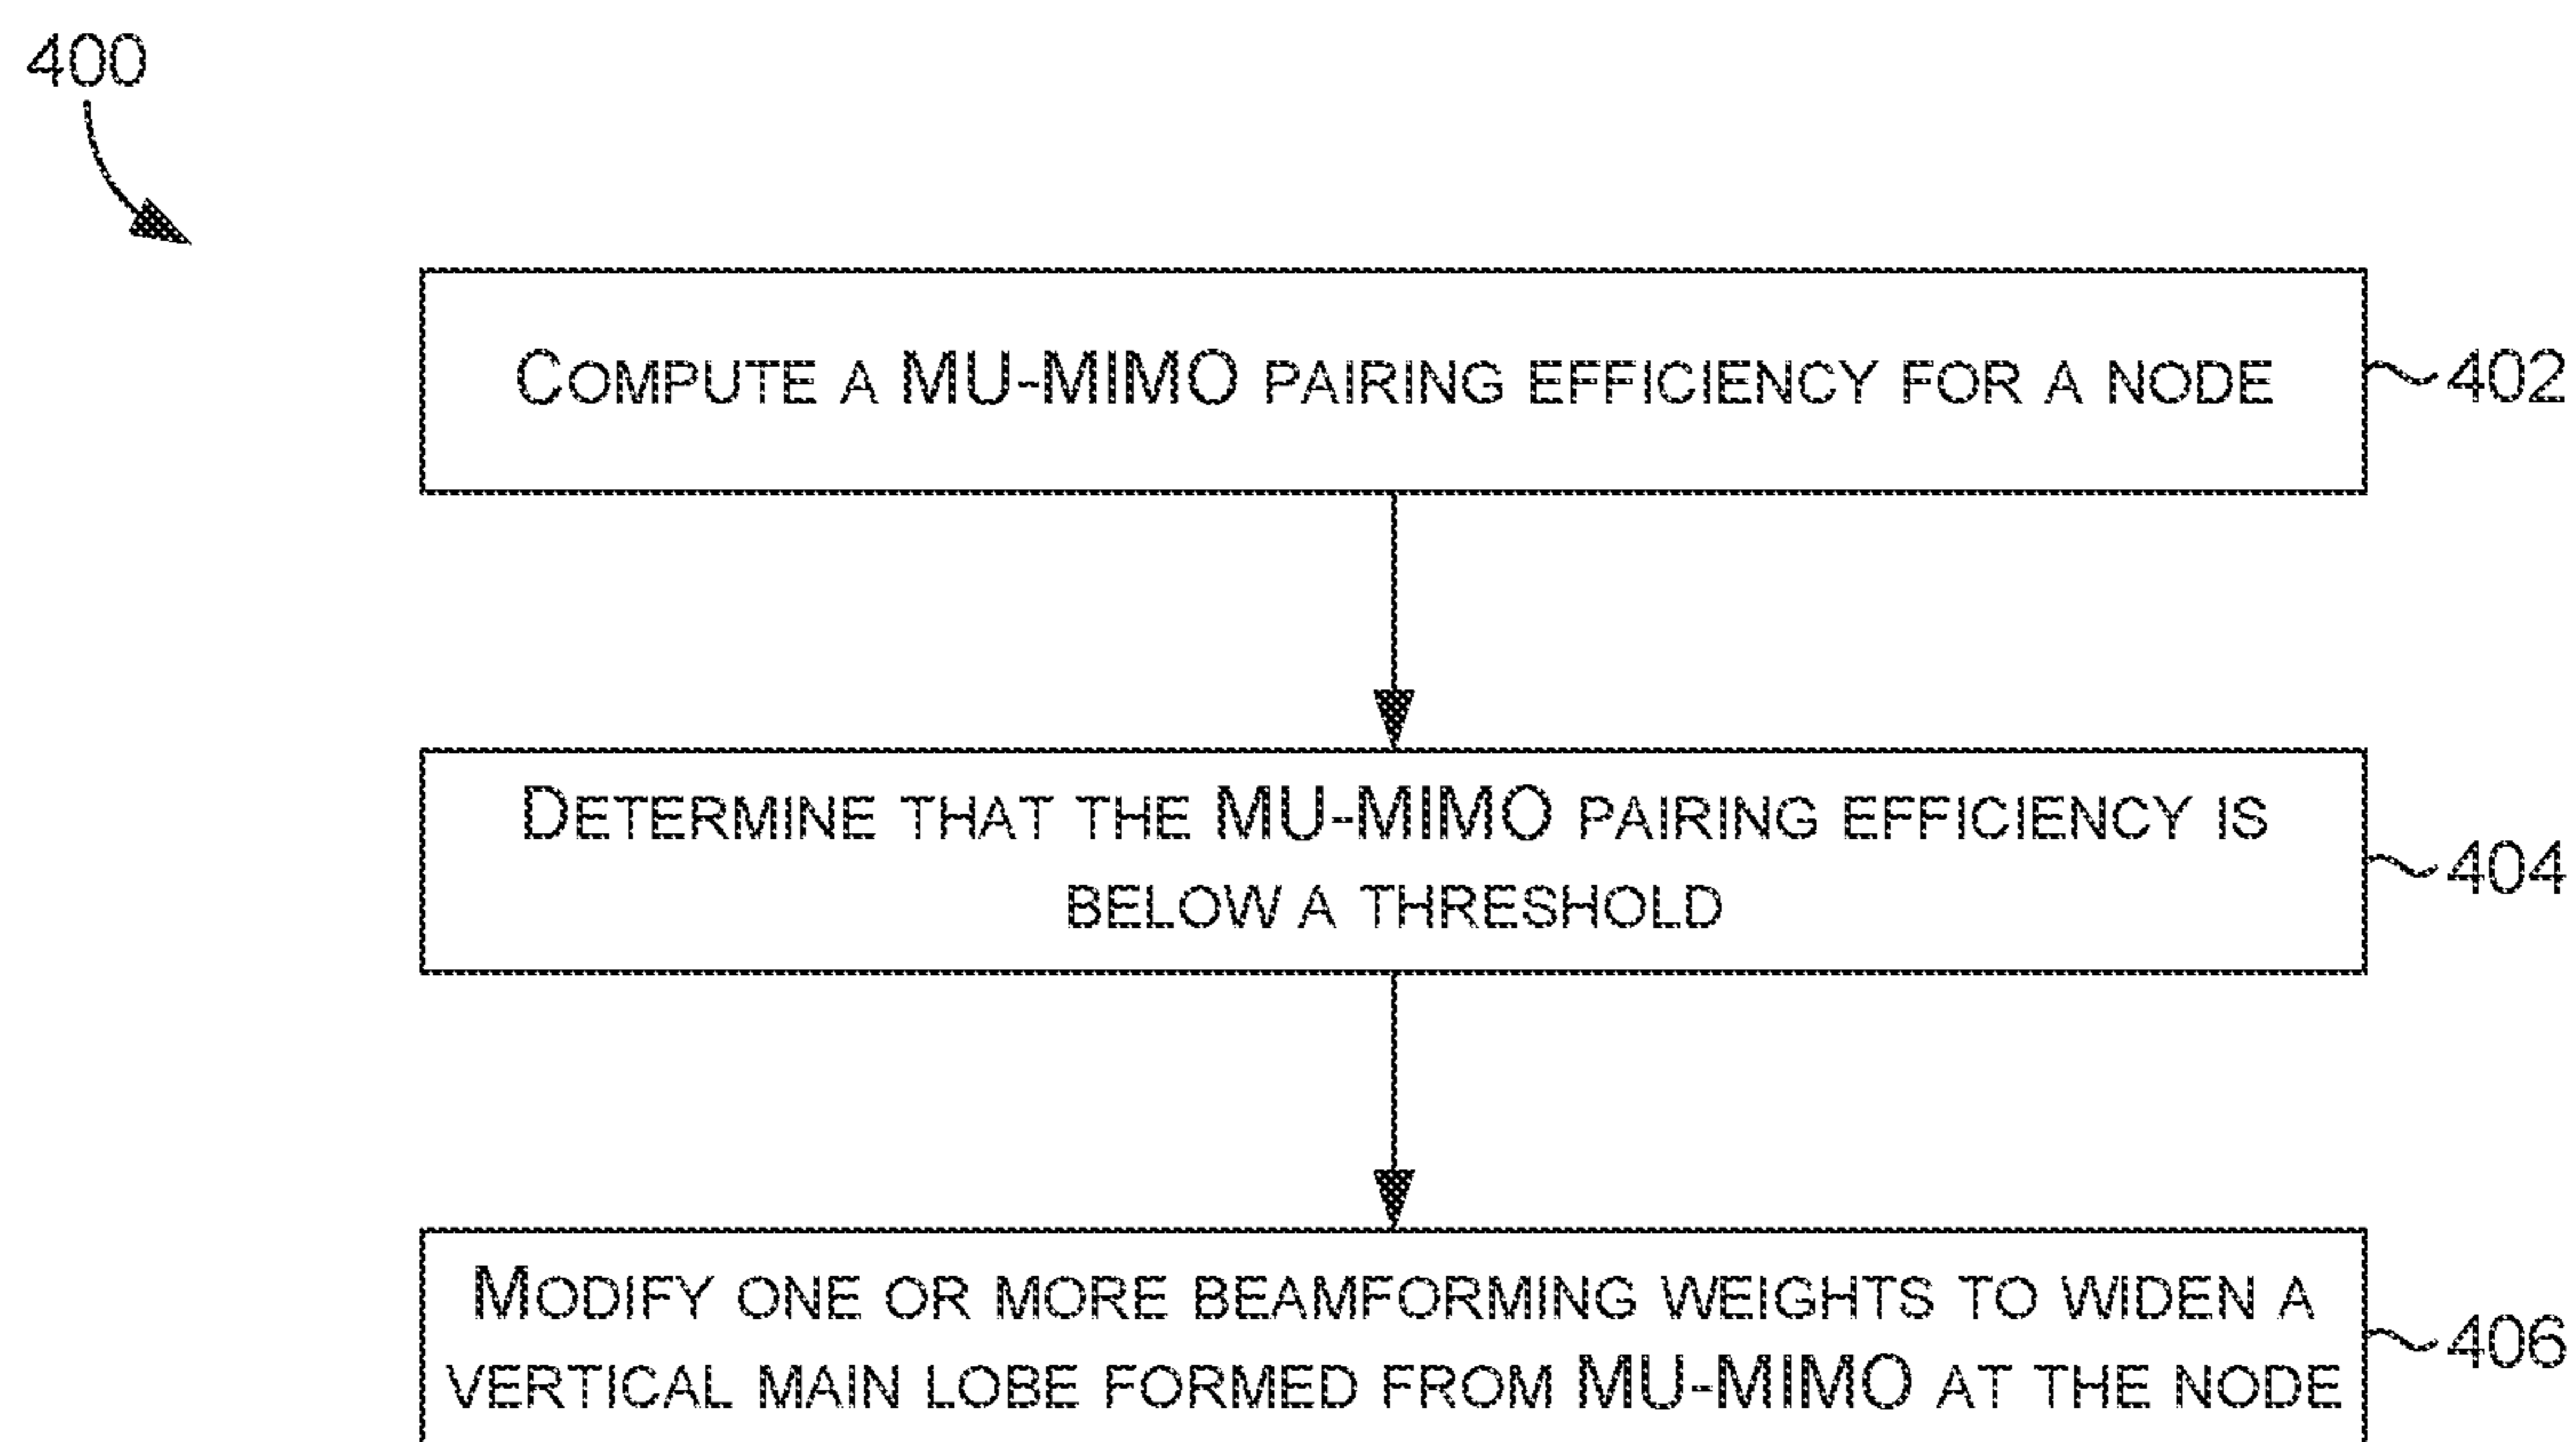 400
COMPUTE A MU-MIMO PAIRING EFFICIENCY FOR A NODE
402
DETERMINE THAT THE MU-MIMO PAIRING EFFICIENCY IS
BELOW A THRESHOLD
404
MODIFY ONE OR MORE BEAMFORMING WEIGHTS TO WIDEN A
VERTICAL MAIN LOBE FORMED FROM MU-MIMO AT THE NODE
406